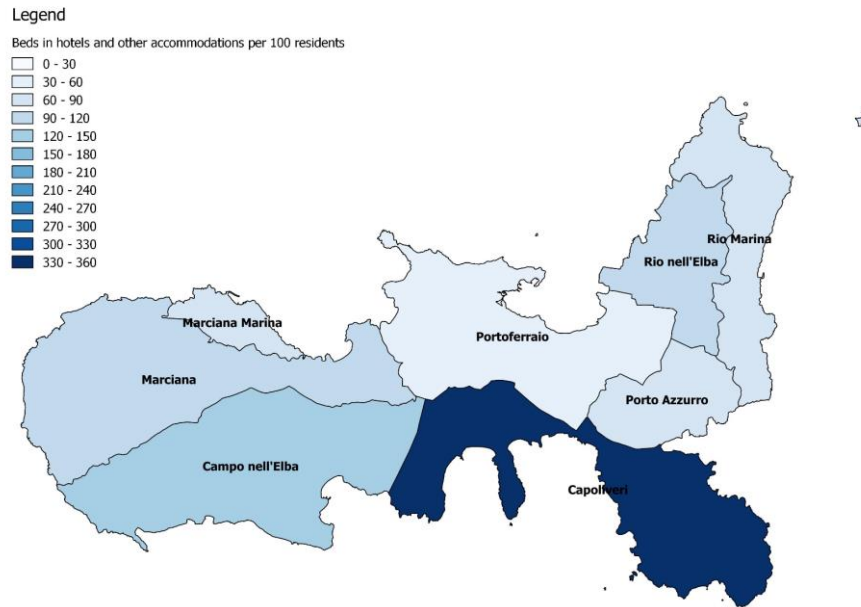 Legend
Beds in hotels and other accommodations per 100 residents
0 - 30
30 - 60
60 - 90
90 - 120
120 - 150
150 - 180
180 - 210
210 - 240
240 - 270
270 - 300
300 - 330
330 - 360
Rio Marina
Rio nell'Elba
Marciana Marina
Portoferraio
Marciana
Porto Azzurro
Campo nell'Elba
Capoliveri